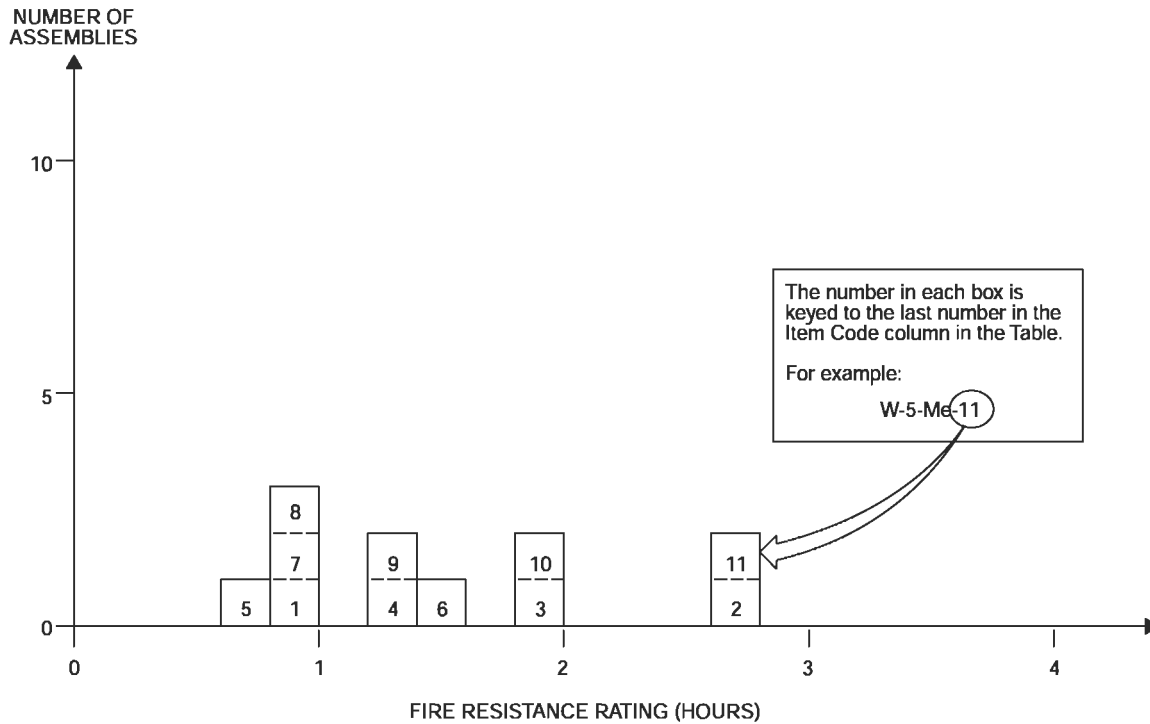 NUMBER OF
ASSEMBLIES
10
5
0
The number in each box is
keyed to the last number in the
Item Code column in the Table.
For example:
W-5-Me-11
8
7
9
10
11
5
1
4
6
3
2
0
1
2
3
4
FIRE RESISTANCE RATING (HOURS)